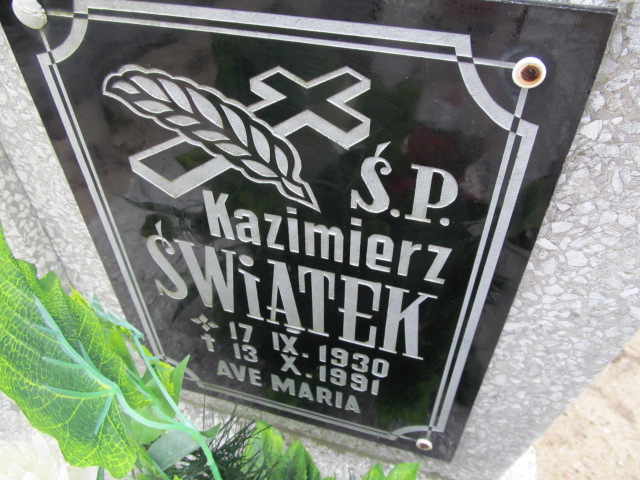 Ś.P.
Kazimierz
ŚWiĄTEK
* 17 IX. 1930
† 13 X. 1991
AVE MARIA